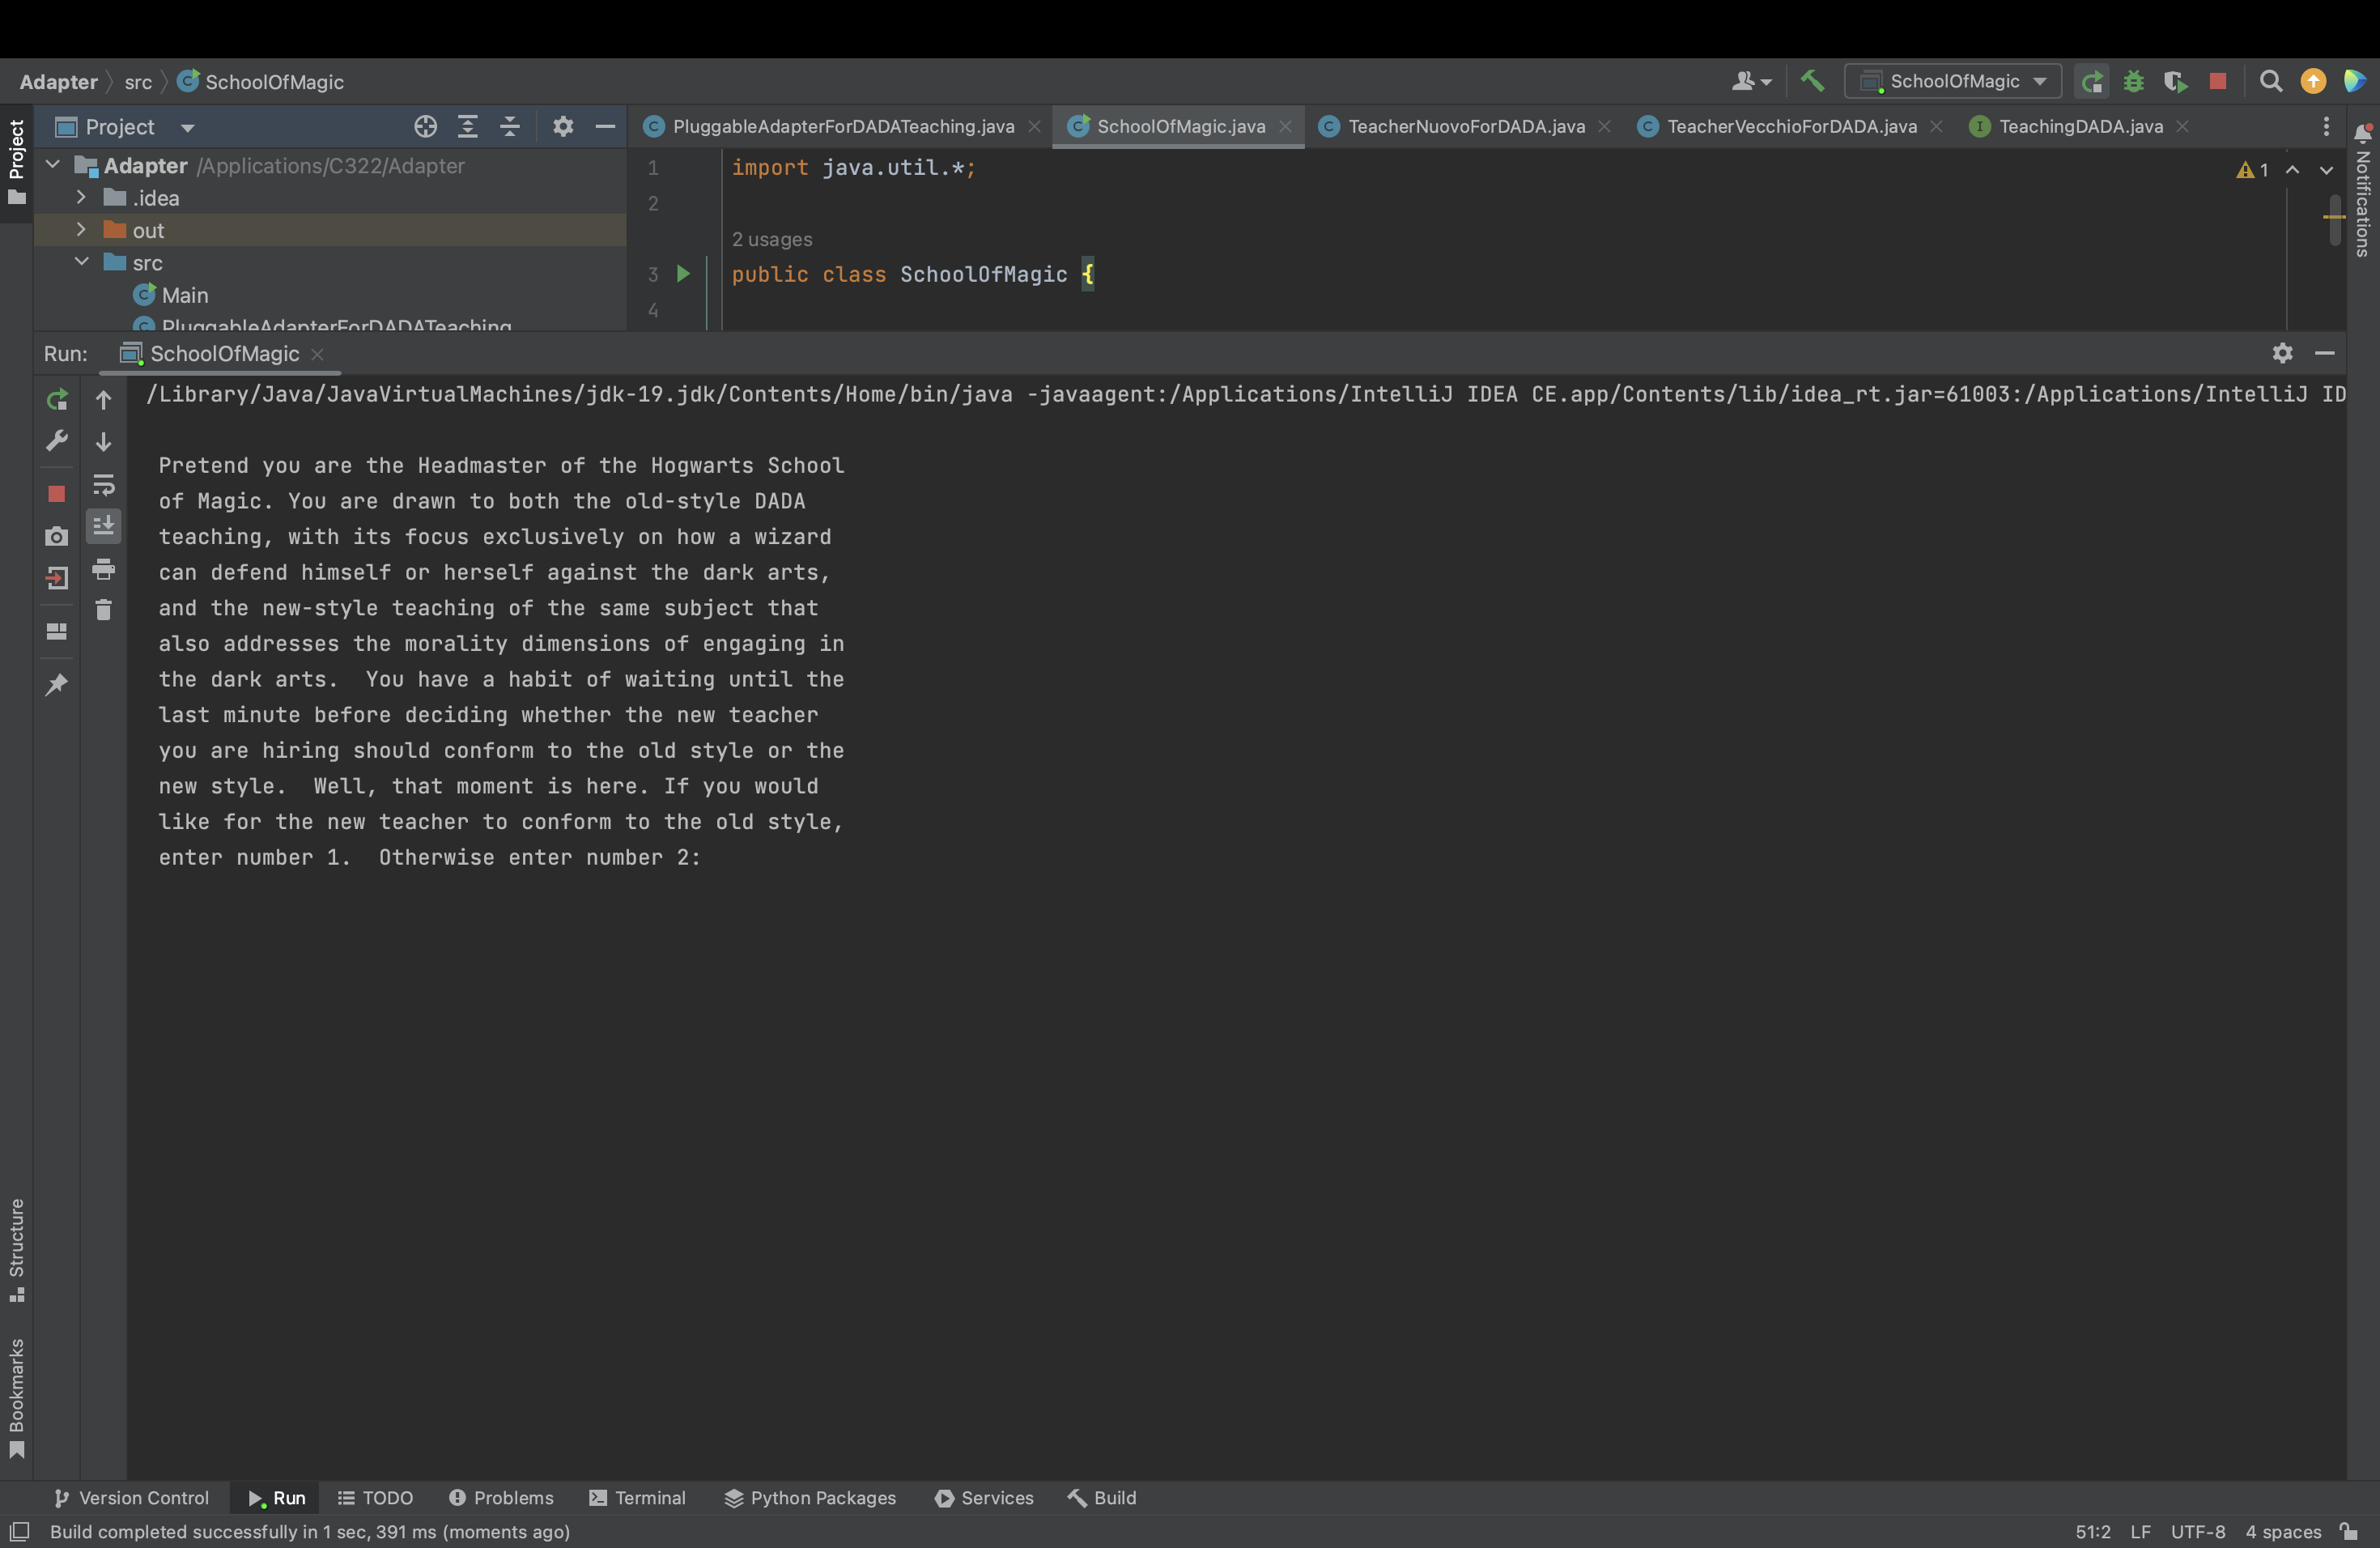 Adapter src SchoolOfMagic SchoolOfMagic
Project PluggableAdapterForDADATeaching.java SchoolOfMagic.java TeacherNuovoForDADA.java TeacherVecchioForDADA.java TeachingDADA.java
Project
Notifications
Adapter /Applications/C322/Adapter
.idea
out
src
Main
PluggableAdapterForDADATeaching
1 import java.util.*; 1
2
2 usages
3 public class SchoolOfMagic {
4
Run: SchoolOfMagic
/Library/Java/JavaVirtualMachines/jdk-19.jdk/Contents/Home/bin/java -javaagent:/Applications/IntelliJ IDEA CE.app/Contents/lib/idea_rt.jar=61003:/Applications/IntelliJ ID
Pretend you are the Headmaster of the Hogwarts School
of Magic. You are drawn to both the old-style DADA
teaching, with its focus exclusively on how a wizard
can defend himself or herself against the dark arts,
and the new-style teaching of the same subject that
also addresses the morality dimensions of engaging in
the dark arts.  You have a habit of waiting until the
last minute before deciding whether the new teacher
you are hiring should conform to the old style or the
new style.  Well, that moment is here. If you would
like for the new teacher to conform to the old style,
enter number 1.  Otherwise enter number 2:
Structure
Bookmarks
Version Control Run TODO Problems Terminal Python Packages Services Build
Build completed successfully in 1 sec, 391 ms (moments ago) 51:2 LF UTF-8 4 spaces